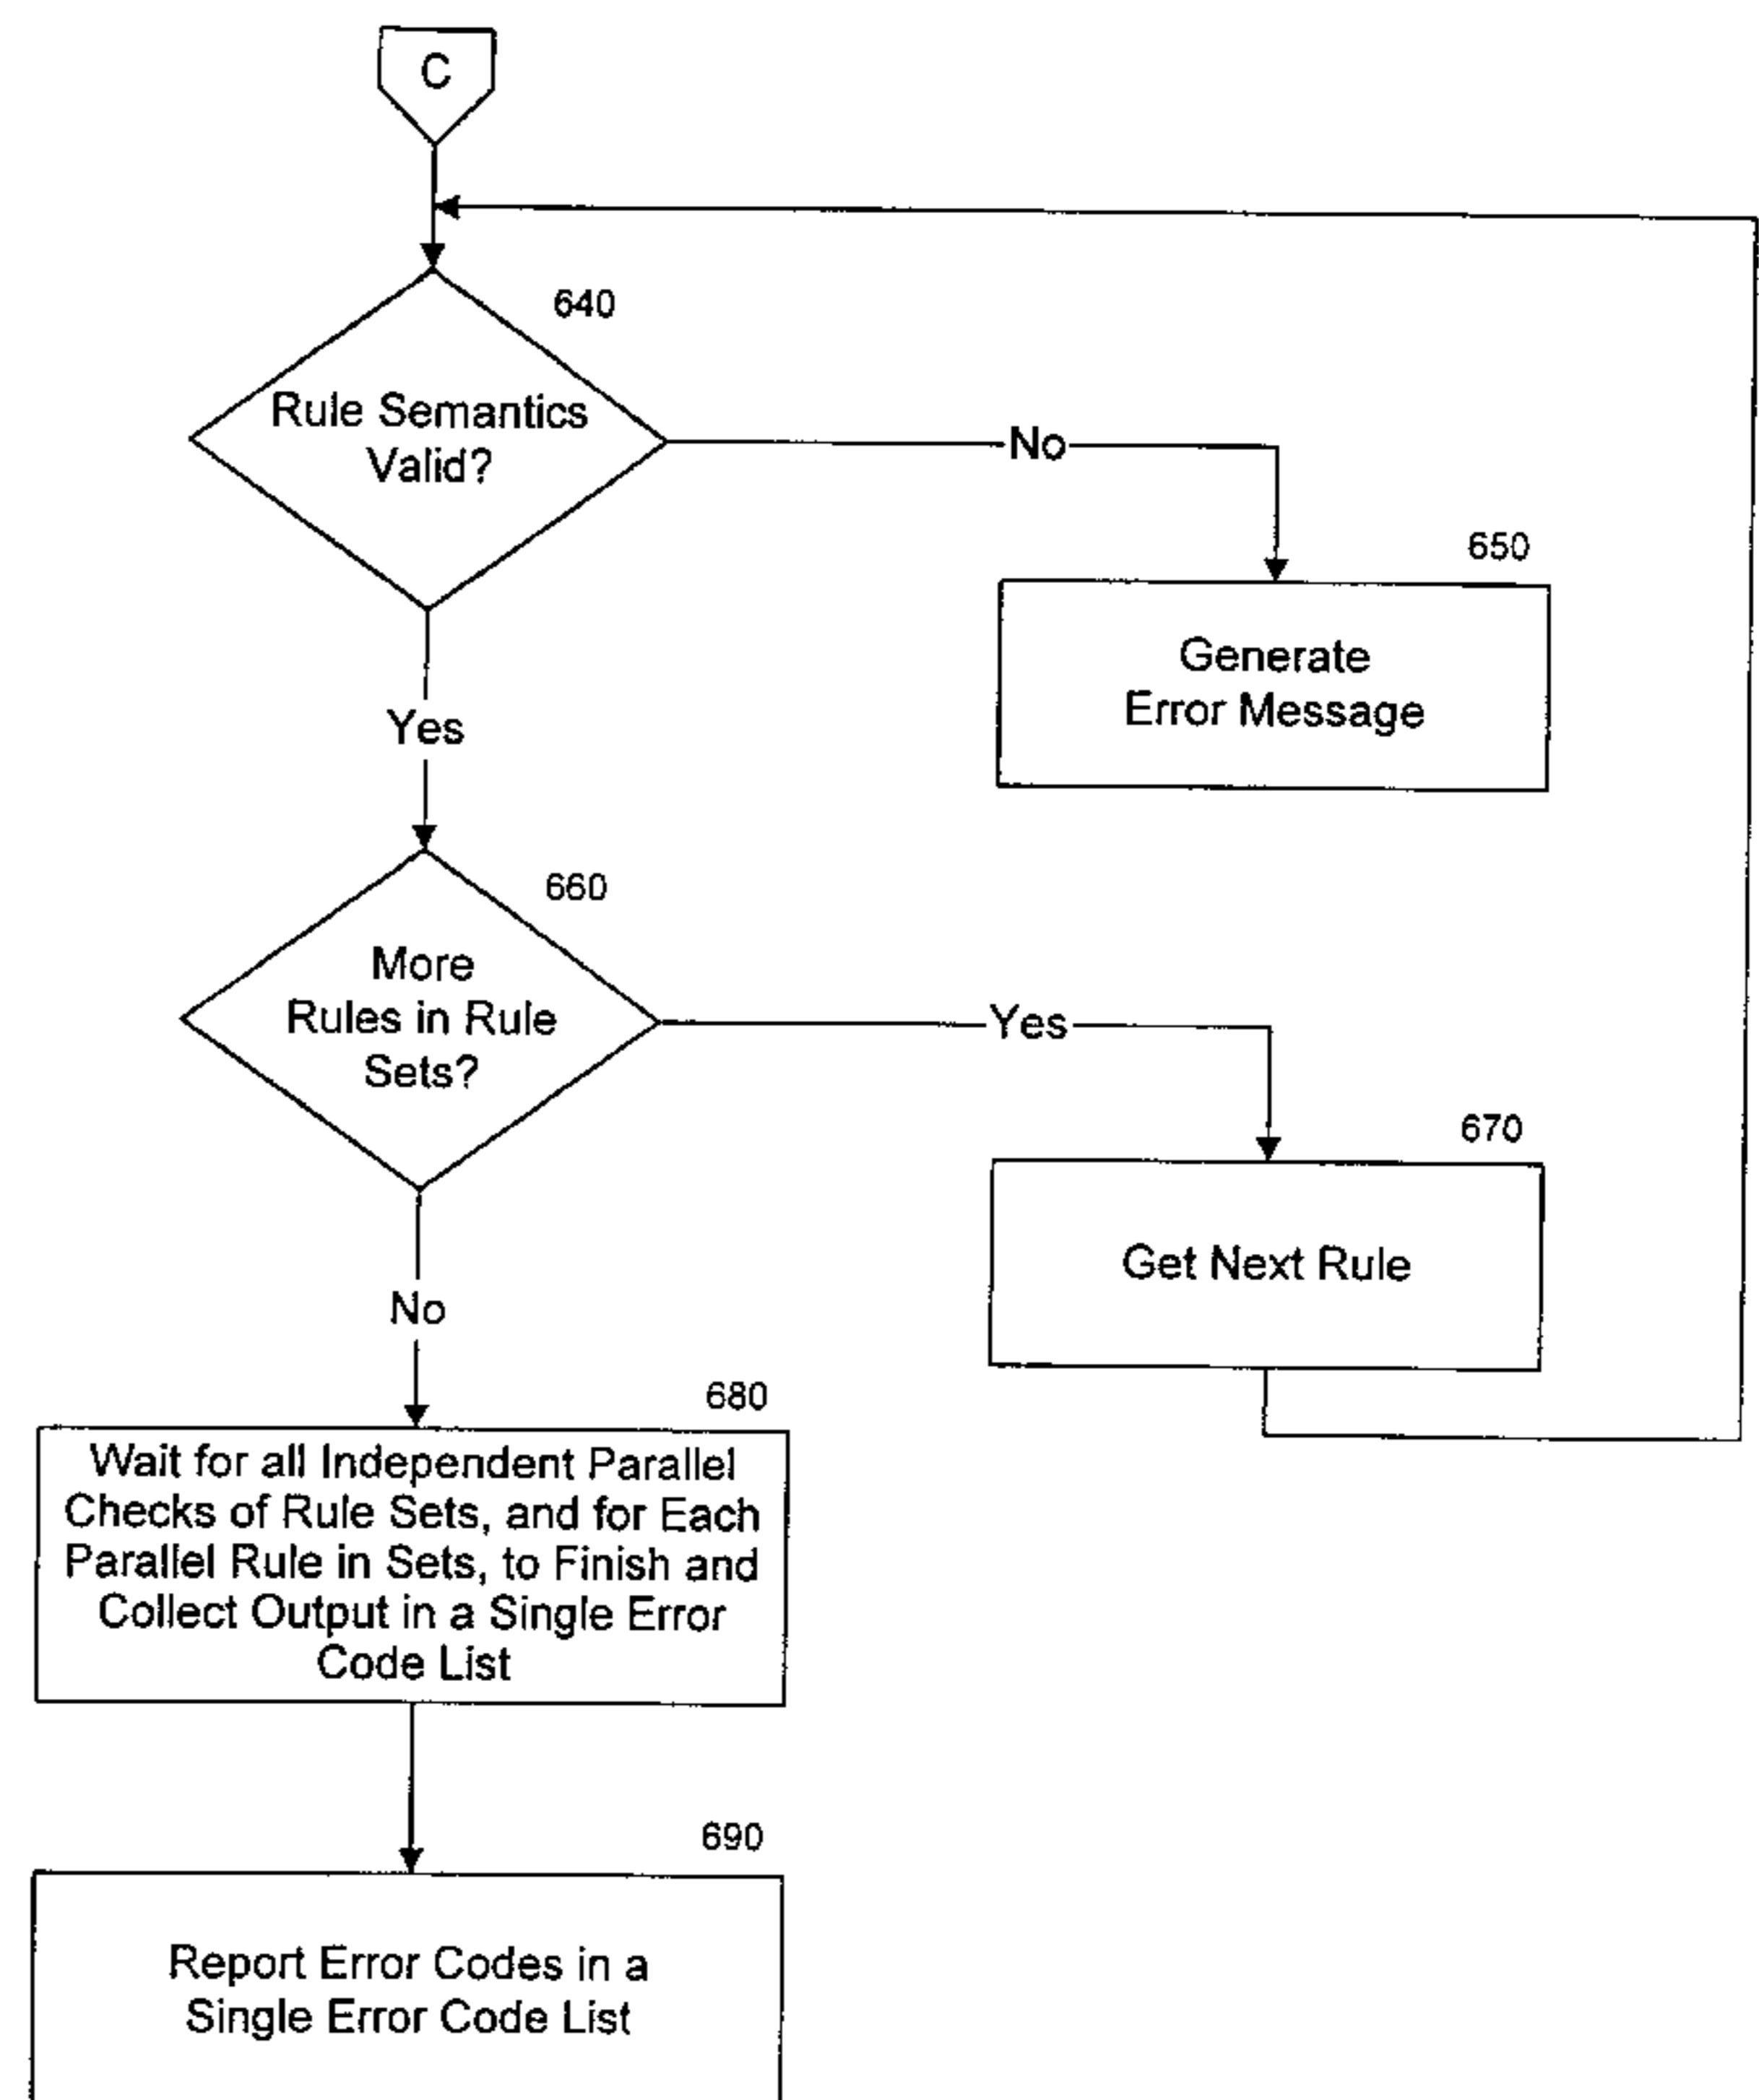 C
640
Rule Semantics
Valid?
No
650
Generate
Error Message
Yes
660
More
Rules in Rule
Sets?
Yes
670
Get Next Rule
No
680
Wait for all Independent Parallel
Checks of Rule Sets, and for Each
Parallel Rule in Sets, to Finish and
Collect Output in a Single Error
Code List
690
Report Error Codes in a
Single Error Code List